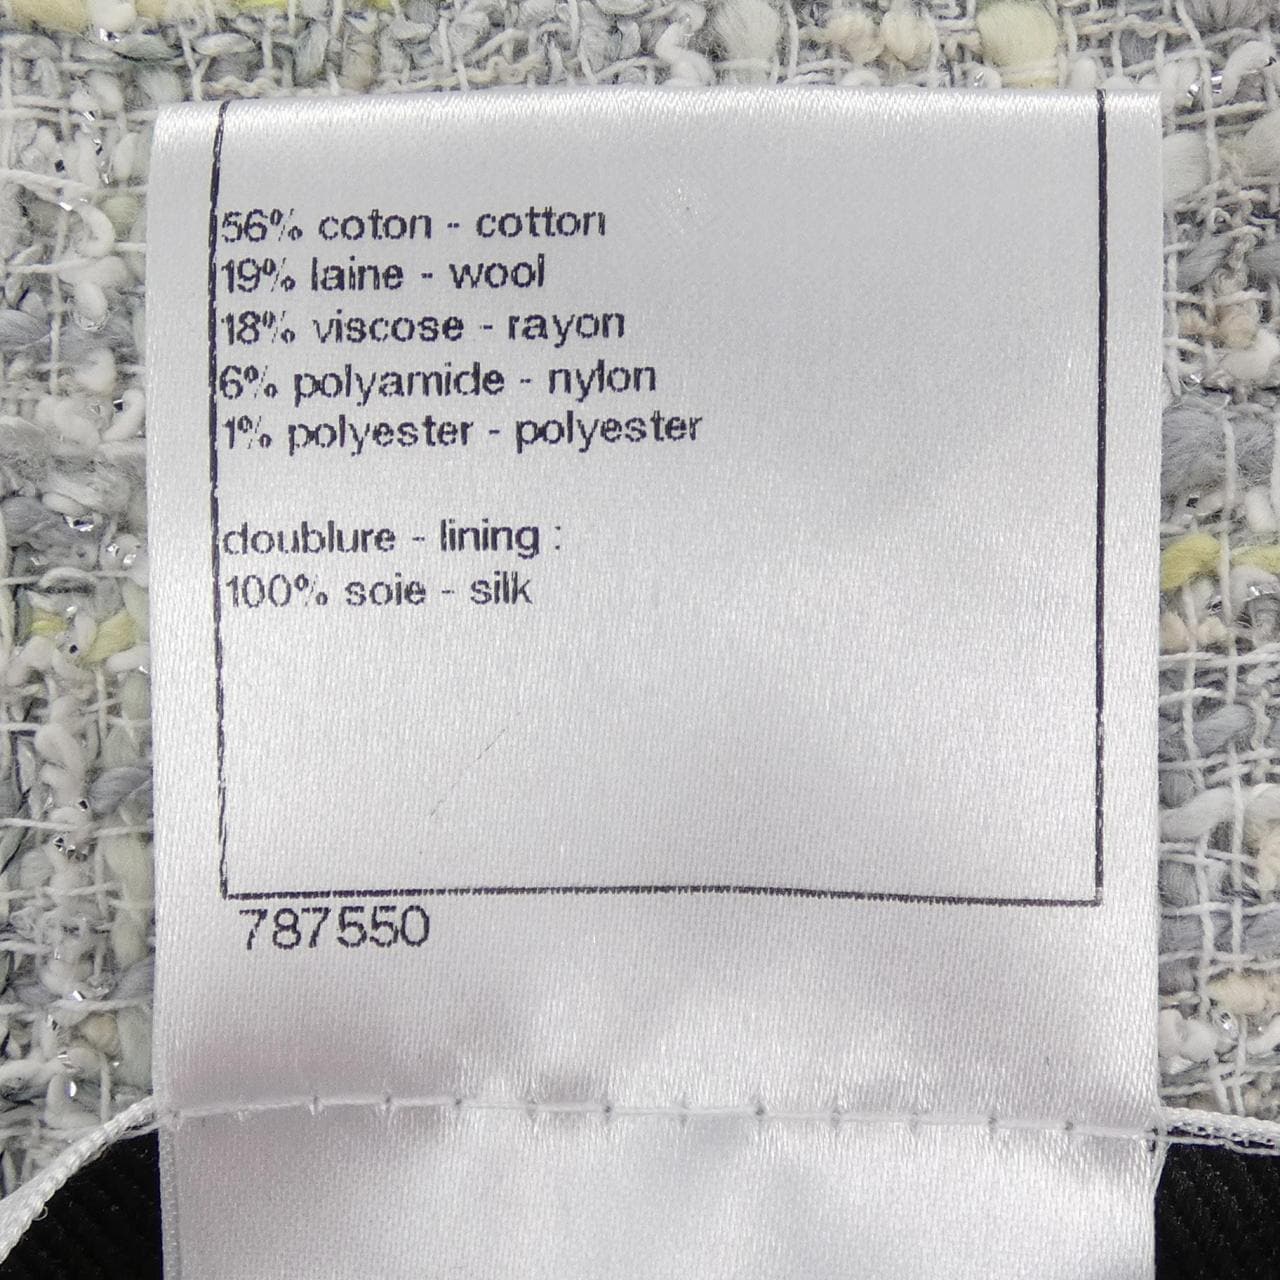 56% coton - cotton
19% laine - wool
18% viscose - rayon
6% polyamide - nylon
1% polyester - polyester
doublure - lining :
100% soie - silk
787550